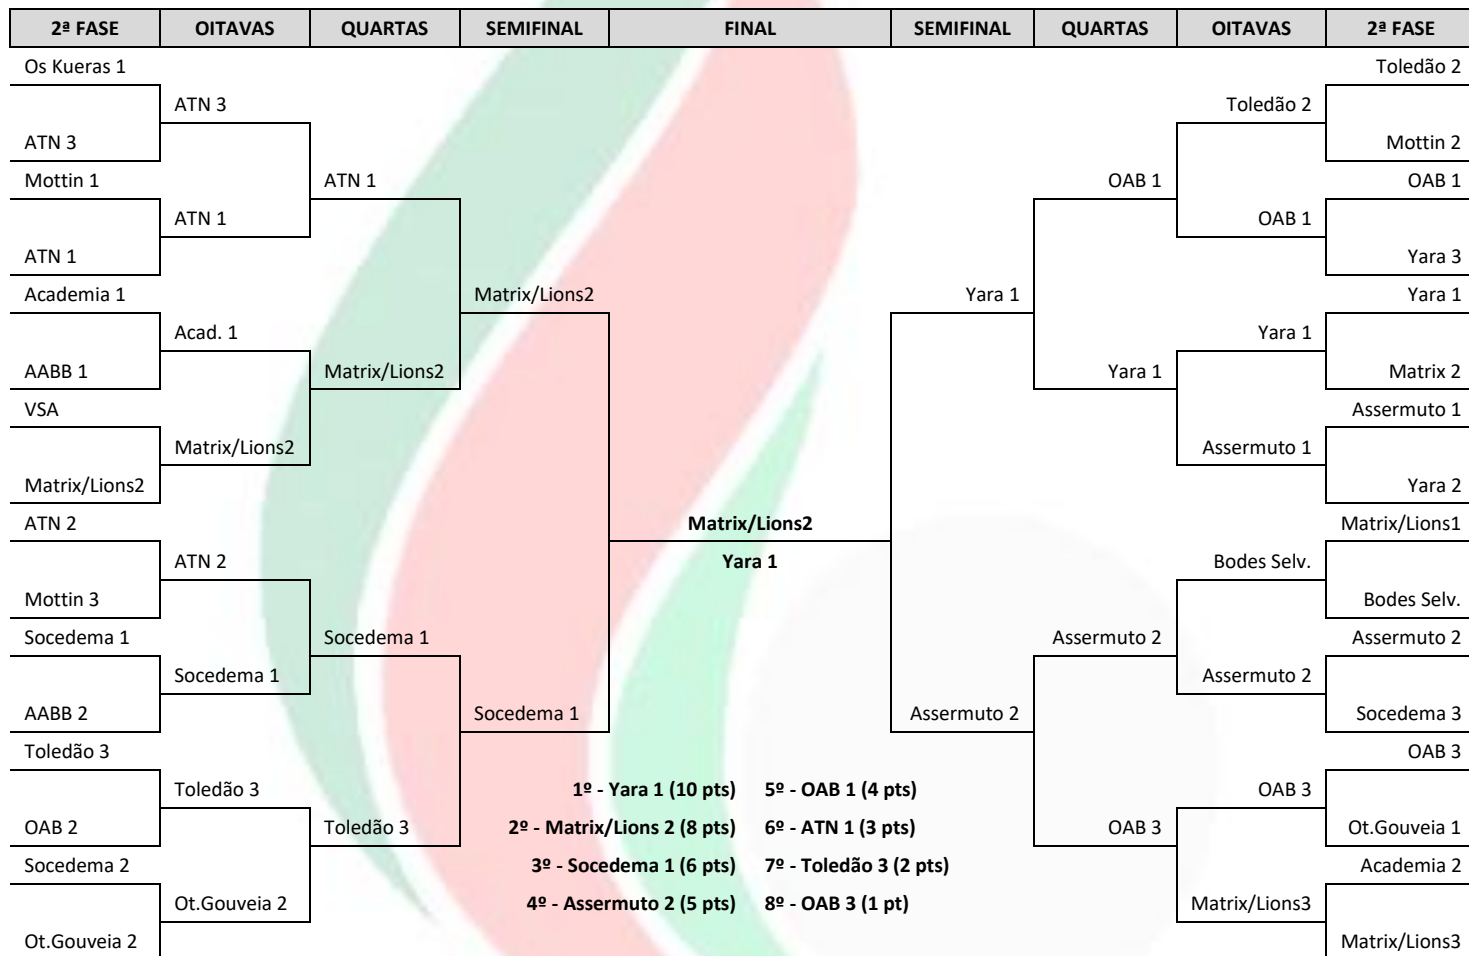 2ª FASE OITAVAS QUARTAS SEMIFINAL FINAL SEMIFINAL QUARTAS OITAVAS 2ª FASE
Os Kueras 1 Toledão 2
ATN 3 Toledão 2
ATN 3 Mottin 2
Mottin 1 ATN 1 OAB 1 OAB 1
ATN 1 OAB 1
ATN 1 Yara 3
Academia 1 Matrix/Lions2 Yara 1 Yara 1
Acad. 1 Yara 1
AABB 1 Matrix/Lions2 Yara 1 Matrix 2
VSA Assermuto 1
Matrix/Lions2 Assermuto 1
Matrix/Lions2 Yara 2
ATN 2 Matrix/Lions2 Matrix/Lions1
ATN 2 Yara 1 Bodes Selv.
Mottin 3 Bodes Selv.
Socedema 1 Socedema 1 Assermuto 2 Assermuto 2
Socedema 1 Assermuto 2
AABB 2 Socedema 1 Assermuto 2 Socedema 3
Toledão 3 OAB 3
Toledão 3 1º - Yara 1 (10 pts) 5º - OAB 1 (4 pts) OAB 3
OAB 2 Toledão 3 2º - Matrix/Lions 2 (8 pts) 6º - ATN 1 (3 pts) OAB 3 Ot.Gouveia 1
Socedema 2 3º - Socedema 1 (6 pts) 7º - Toledão 3 (2 pts) Academia 2
Ot.Gouveia 2 4º - Assermuto 2 (5 pts) 8º - OAB 3 (1 pt) Matrix/Lions3
Ot.Gouveia 2 Matrix/Lions3